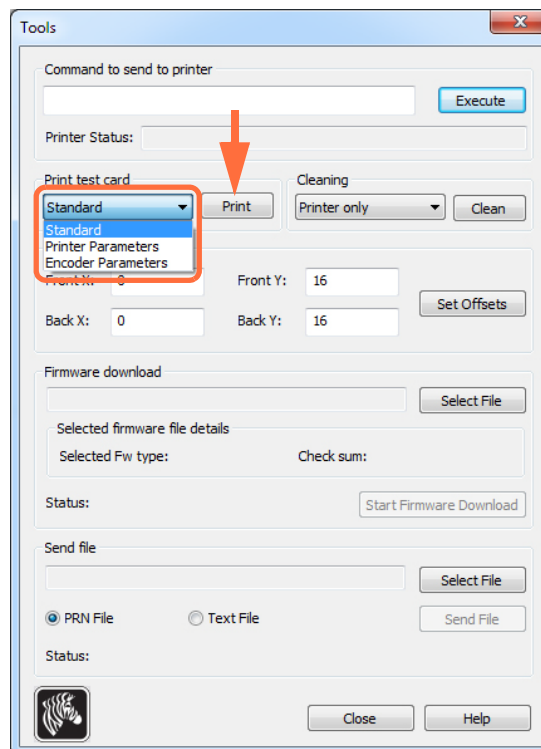 Tools
Command to send to printer
Execute
Printer Status:
Print test card
Standard
Print
Cleaning
Printer only
Clean
Standard
Printer Parameters
Encoder Parameters
Front X: 0 Front Y: 16
Set Offsets
Back X: 0 Back Y: 16
Firmware download
Select File
Selected firmware file details
Selected Fw type: Check sum:
Status:
Start Firmware Download
Send file
Select File
PRN File Text File
Send File
Status:
Close Help